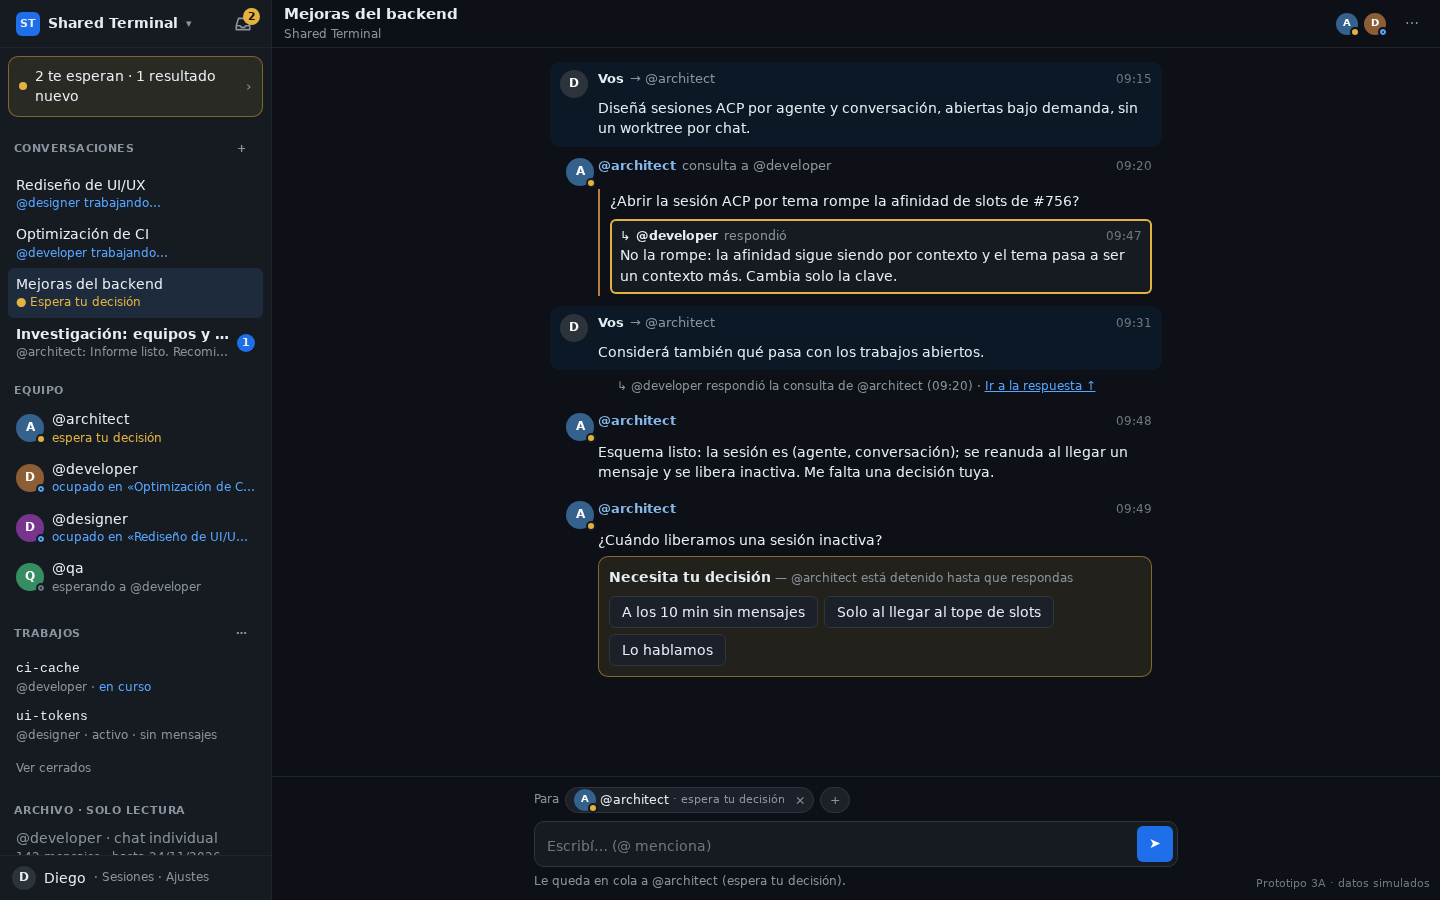 ST Shared Terminal ▾ 2
2 te esperan · 1 resultado
nuevo ›
CONVERSACIONES +
Rediseño de UI/UX
@designer trabajando…
Optimización de CI
@developer trabajando…
Mejoras del backend
Espera tu decisión
Investigación: equipos y … 1
@architect: Informe listo. Recomi…
EQUIPO
A @architect
espera tu decisión
D @developer
ocupado en «Optimización de C…
D @designer
ocupado en «Rediseño de UI/U…
Q @qa
esperando a @developer
TRABAJOS ···
ci-cache
@developer · en curso
ui-tokens
@designer · activo · sin mensajes
Ver cerrados
ARCHIVO · SOLO LECTURA
@developer · chat individual
D Diego · Sesiones · Ajustes
Mejoras del backend
Shared Terminal
A D ···
D Vos → @architect 09:15
Diseñá sesiones ACP por agente y conversación, abiertas bajo demanda, sin
un worktree por chat.
A @architect consulta a @developer 09:20
¿Abrir la sesión ACP por tema rompe la afinidad de slots de #756?
↳ @developer respondió 09:47
No la rompe: la afinidad sigue siendo por contexto y el tema pasa a ser
un contexto más. Cambia solo la clave.
D Vos → @architect 09:31
Considerá también qué pasa con los trabajos abiertos.
↳ @developer respondió la consulta de @architect (09:20) · Ir a la respuesta ↑
A @architect 09:48
Esquema listo: la sesión es (agente, conversación); se reanuda al llegar un
mensaje y se libera inactiva. Me falta una decisión tuya.
A @architect 09:49
¿Cuándo liberamos una sesión inactiva?
Necesita tu decisión — @architect está detenido hasta que respondas
A los 10 min sin mensajes Solo al llegar al tope de slots
Lo hablamos
Para A @architect · espera tu decisión × +
Escribí… (@ menciona) ➤
Le queda en cola a @architect (espera tu decisión).
Prototipo 3A · datos simulados